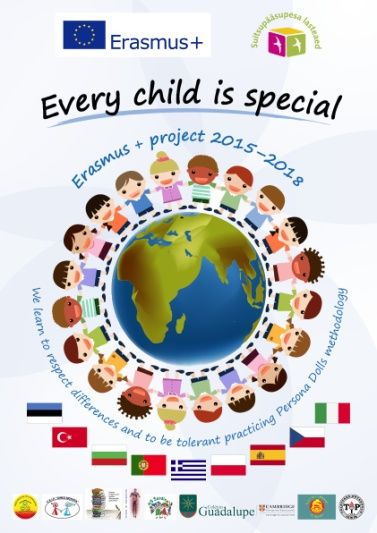 Erasmus+
Suitsupääsupesa lasteaed
Every child is special
Erasmus + project 2015-2018
We learn to respect differences and to be tolerant practicing Persona Dolls methodology
Guadalupe
CAMBRIDGE